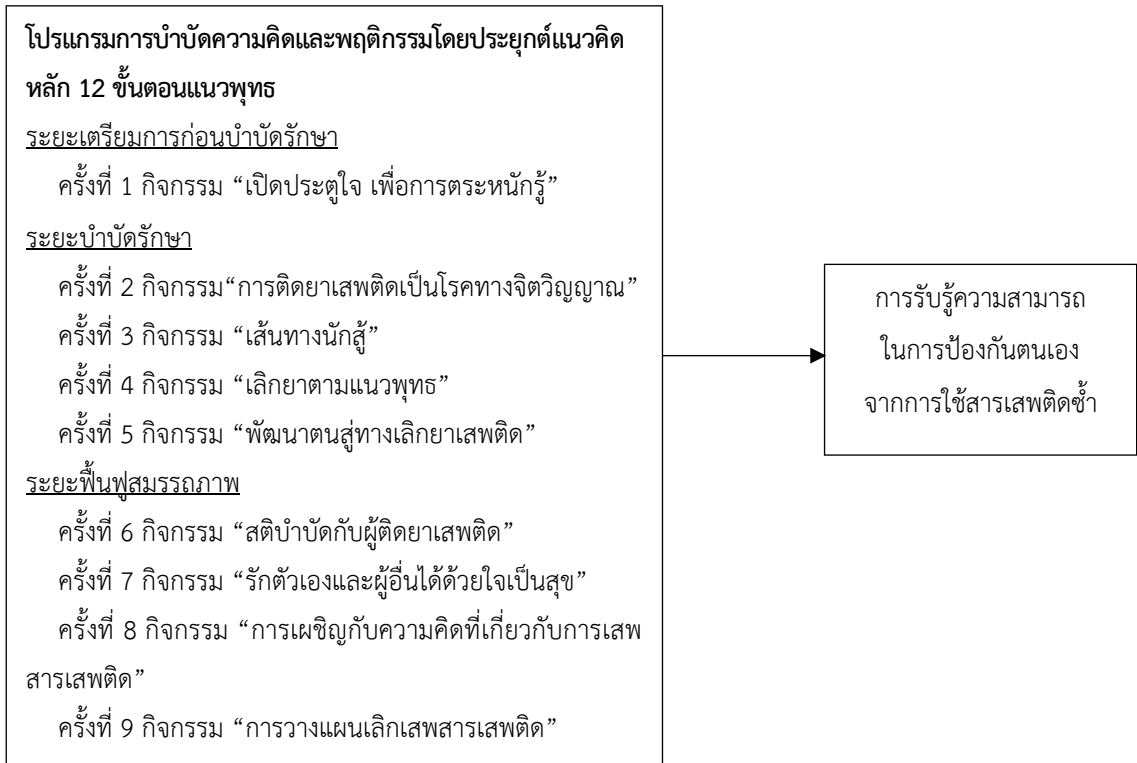 โปรแกรมการบำบัดความคิดและพฤติกรรมโดยประยุกต์แนวคิด
หลัก 12 ขั้นตอนแนวพุทธ
ระยะเตรียมการก่อนบำบัดรักษา
ครั้งที่ 1 กิจกรรม “เปิดประตูใจ เพื่อการตระหนักรู้”
ระยะบำบัดรักษา
ครั้งที่ 2 กิจกรรม“การติดยาเสพติดเป็นโรคทางจิตวิญญาณ”
ครั้งที่ 3 กิจกรรม “เส้นทางนักสู้”
ครั้งที่ 4 กิจกรรม “เลิกยาตามแนวพุทธ”
ครั้งที่ 5 กิจกรรม “พัฒนาตนสู่ทางเลิกยาเสพติด”
ระยะฟื้นฟูสมรรถภาพ
ครั้งที่ 6 กิจกรรม “สติบำบัดกับผู้ติดยาเสพติด”
ครั้งที่ 7 กิจกรรม “รักตัวเองและผู้อื่นได้ด้วยใจเป็นสุข”
ครั้งที่ 8 กิจกรรม “การเผชิญกับความคิดที่เกี่ยวกับการเสพ
สารเสพติด”
ครั้งที่ 9 กิจกรรม “การวางแผนเลิกเสพสารเสพติด”
การรับรู้ความสามารถ
ในการป้องกันตนเอง
จากการใช้สารเสพติดซ้ำ